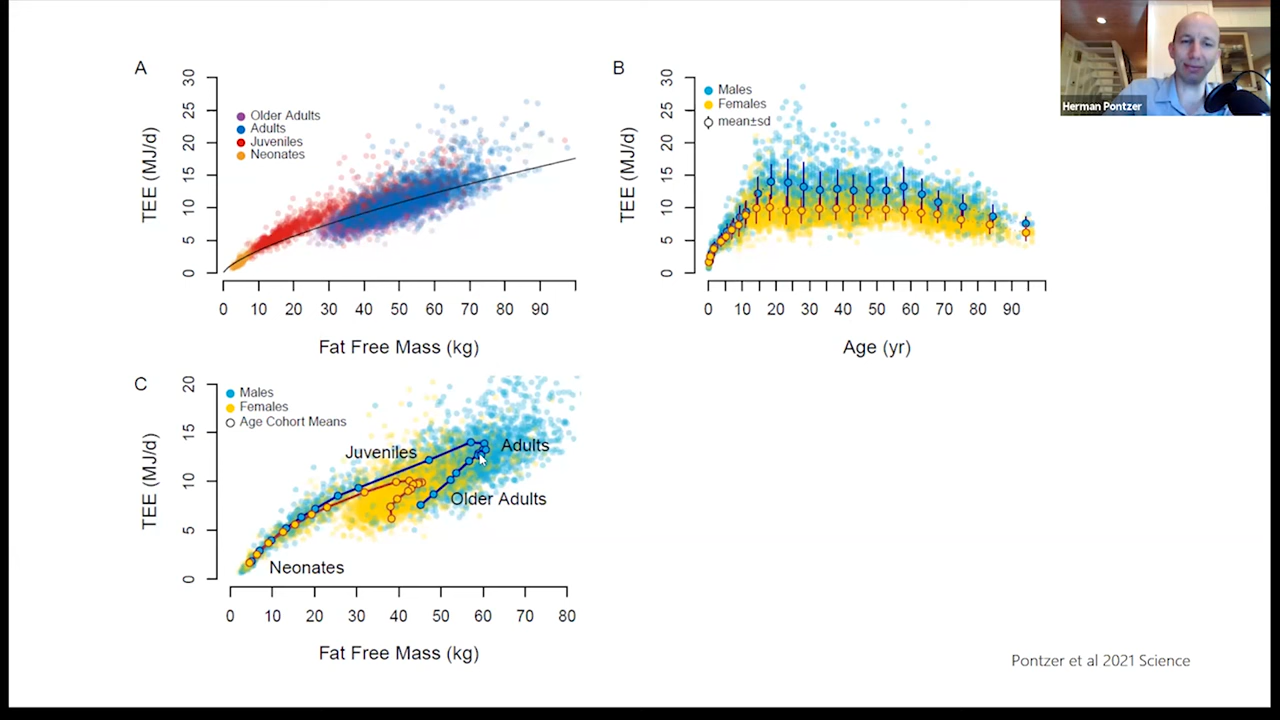 Herman Pontzer
A
TEE (MJ/d)
30
25
20
15
10
5
0
Older Adults
Adults
Juveniles
Neonates
0 10 20 30 40 50 60 70 80 90
Fat Free Mass (kg)
B
TEE (MJ/d)
30
25
20
15
10
5
0
Males
Females
mean±sd
0 10 20 30 40 50 60 70 80 90
Age (yr)
C
TEE (MJ/d)
20
15
10
5
0
Males
Females
Age Cohort Means
Juveniles
Adults
Older Adults
Neonates
0 10 20 30 40 50 60 70 80
Fat Free Mass (kg)
Pontzer et al 2021 Science